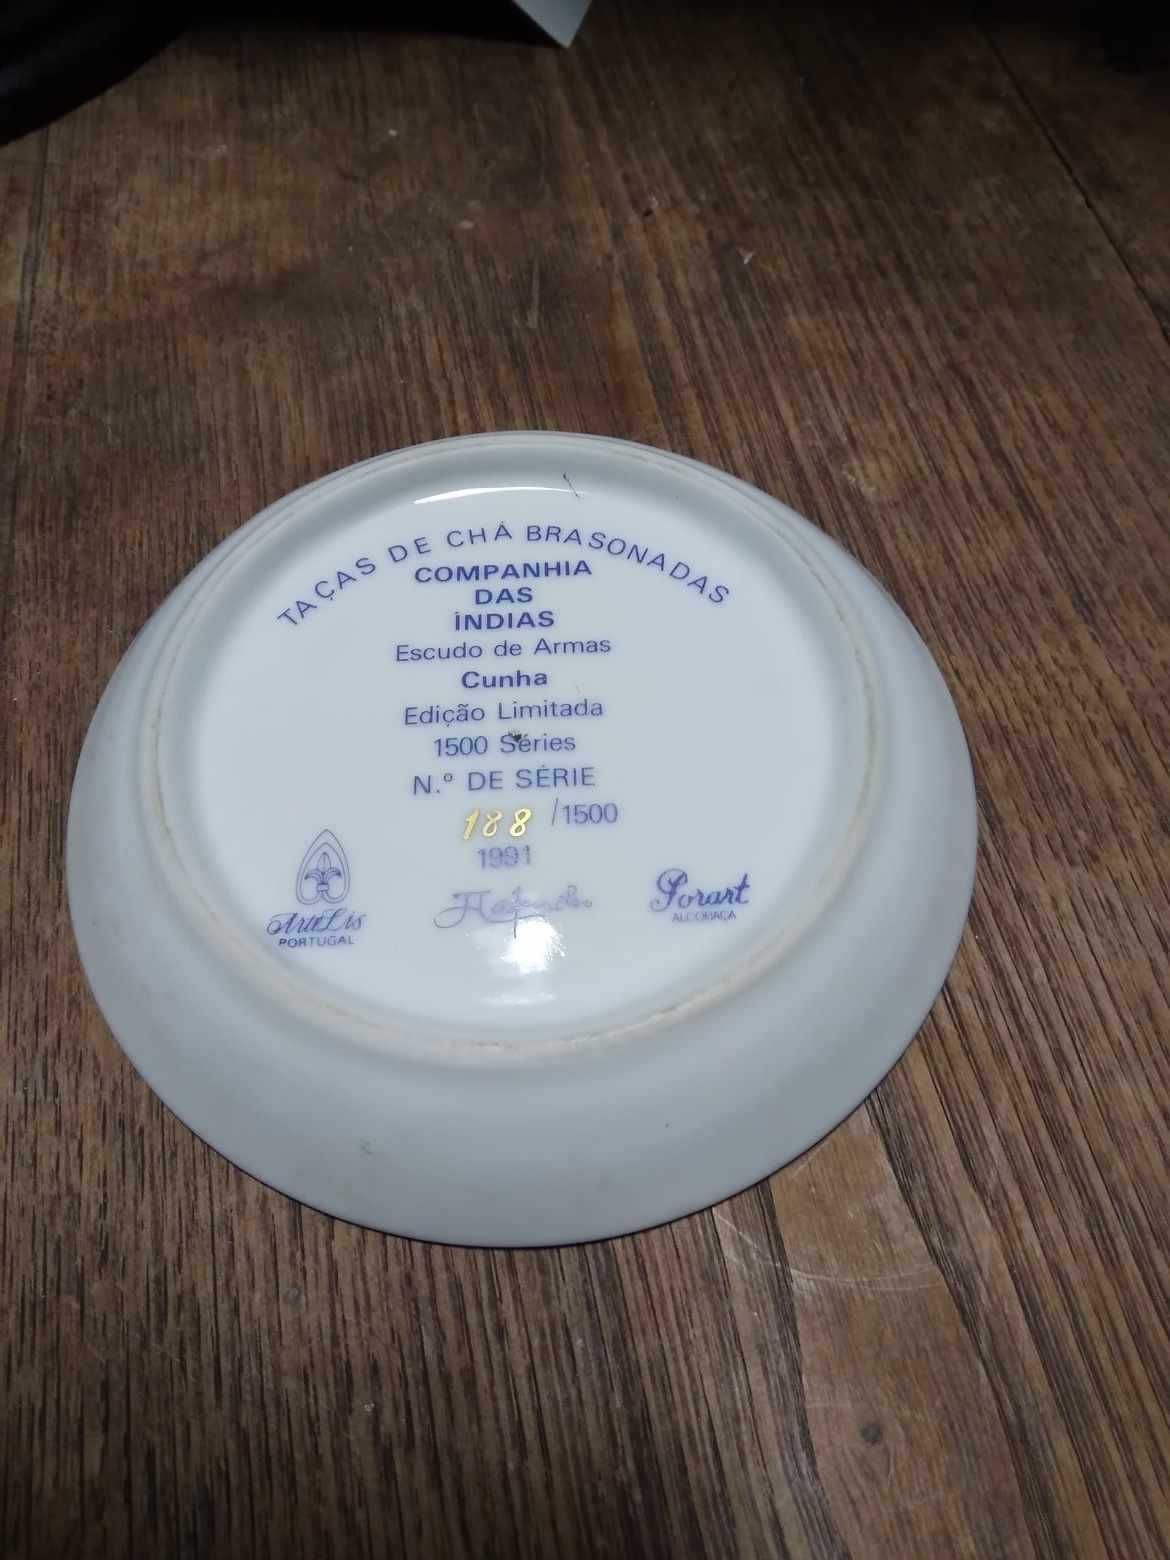 TAÇAS DE CHÁ BRASONADAS
COMPANHIA
DAS
ÍNDIAS
Escudo de Armas
Cunha
Edição Limitada
1500 Séries
N.º DE SÉRIE
188 /1500
1991
ArteLis
PORTUGAL
Porart
ALCOBAÇA